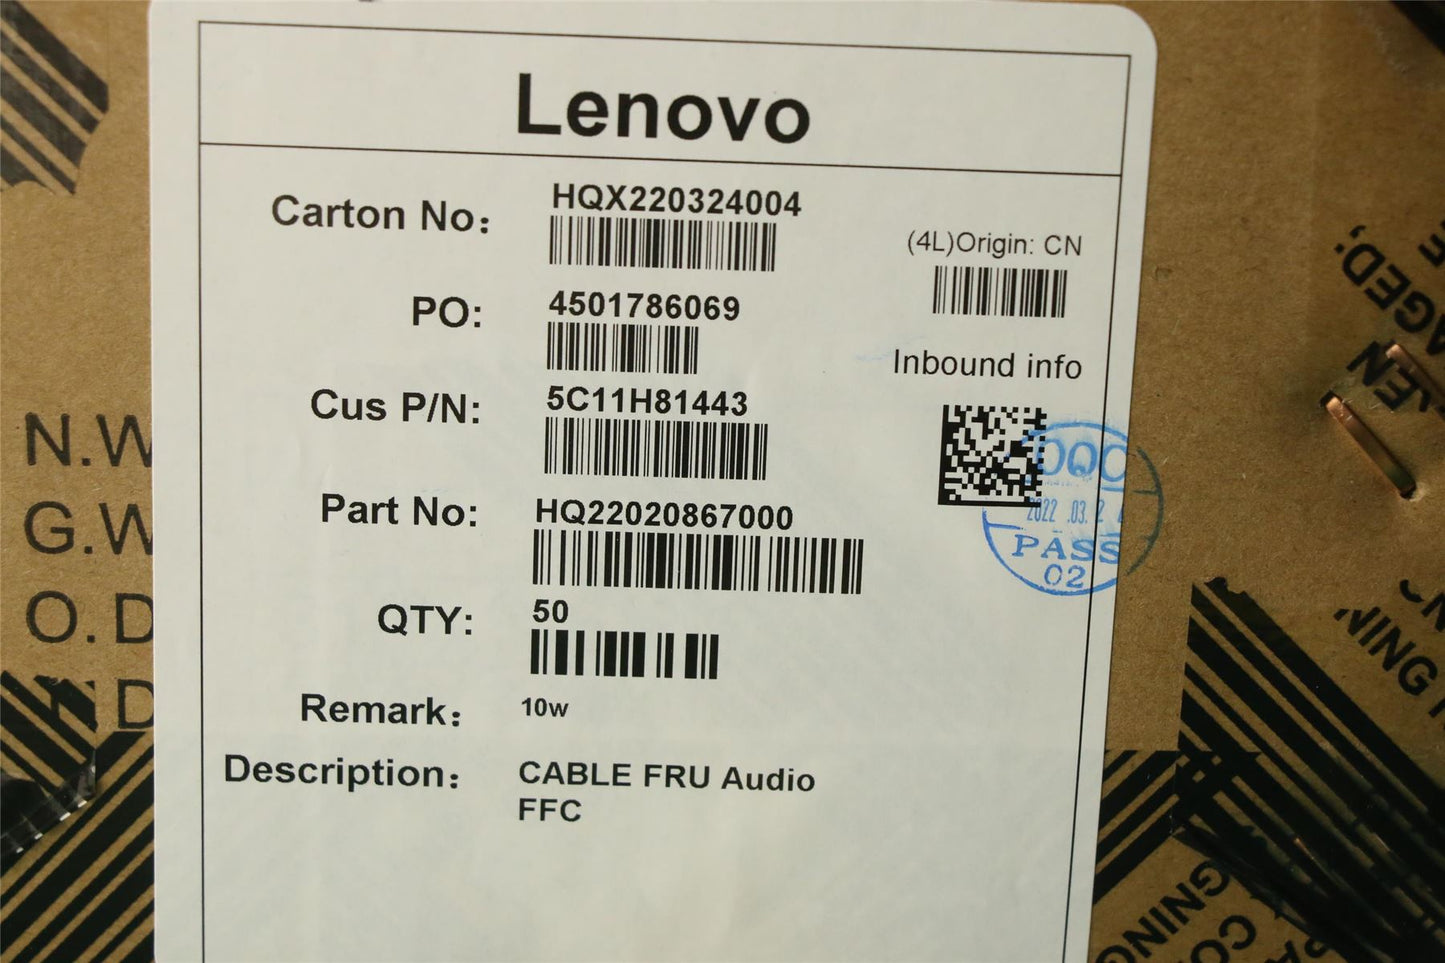 Lenovo
Carton No: HQX220324004
(4L)Origin: CN
PO: 4501786069
Inbound info
Cus P/N: 5C11H81443
Part No: HQ22020867000
QTY: 50
Remark: 10w
Description: CABLE FRU Audio
FFC
OQC
PASS
02
N.W
G.W
O.D